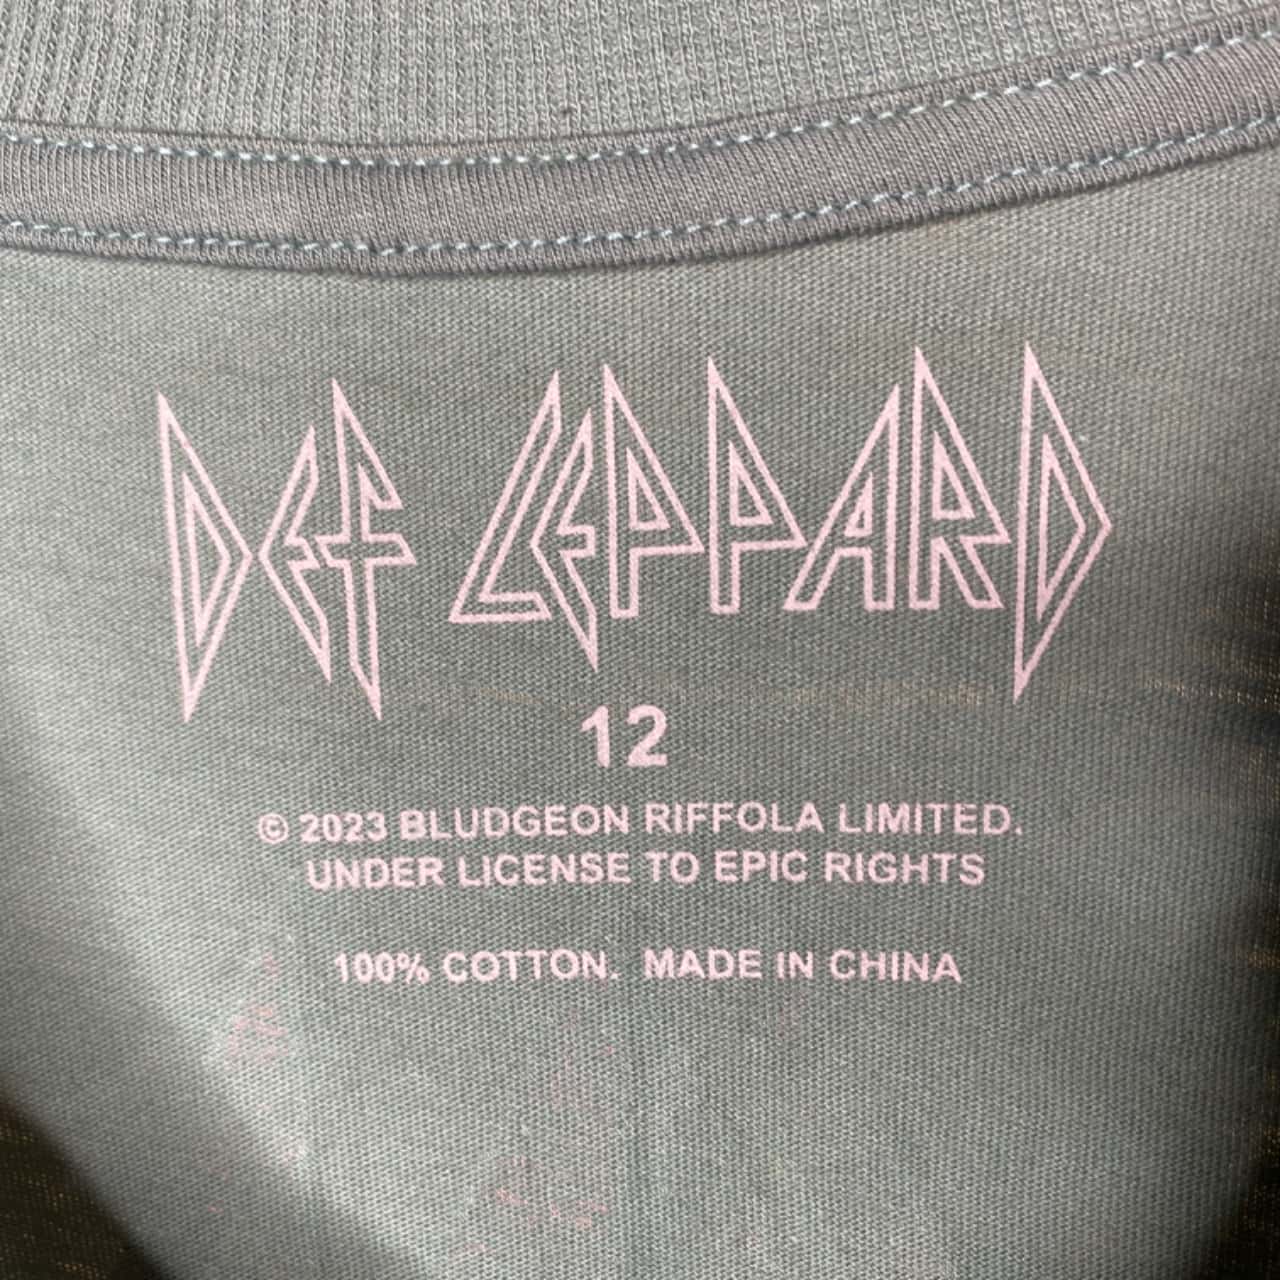 DEF LEPPARD
12
© 2023 BLUDGEON RIFFOLA LIMITED.
UNDER LICENSE TO EPIC RIGHTS
100% COTTON. MADE IN CHINA